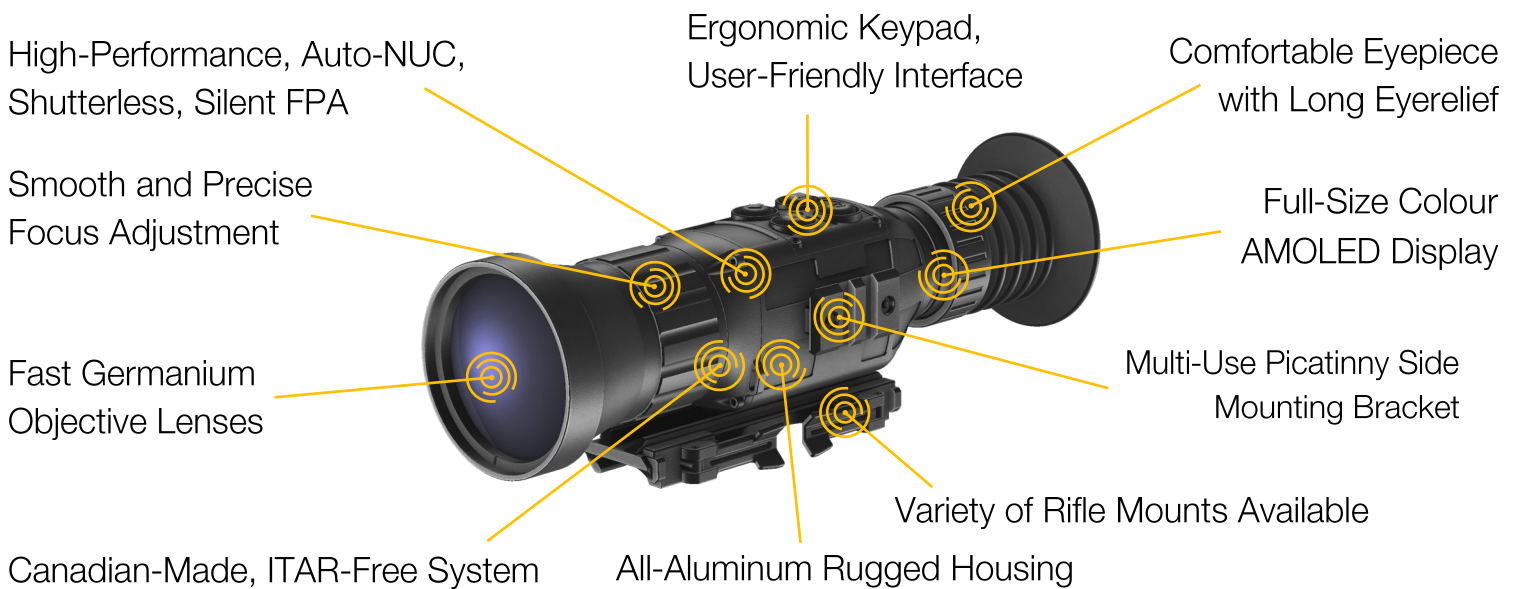 High-Performance, Auto-NUC,
Shutterless, Silent FPA
Ergonomic Keypad,
User-Friendly Interface
Comfortable Eyepiece
with Long Eyerelief
Smooth and Precise
Focus Adjustment
Full-Size Colour
AMOLED Display
Fast Germanium
Objective Lenses
Multi-Use Picatinny Side
Mounting Bracket
Variety of Rifle Mounts Available
Canadian-Made, ITAR-Free System
All-Aluminum Rugged Housing